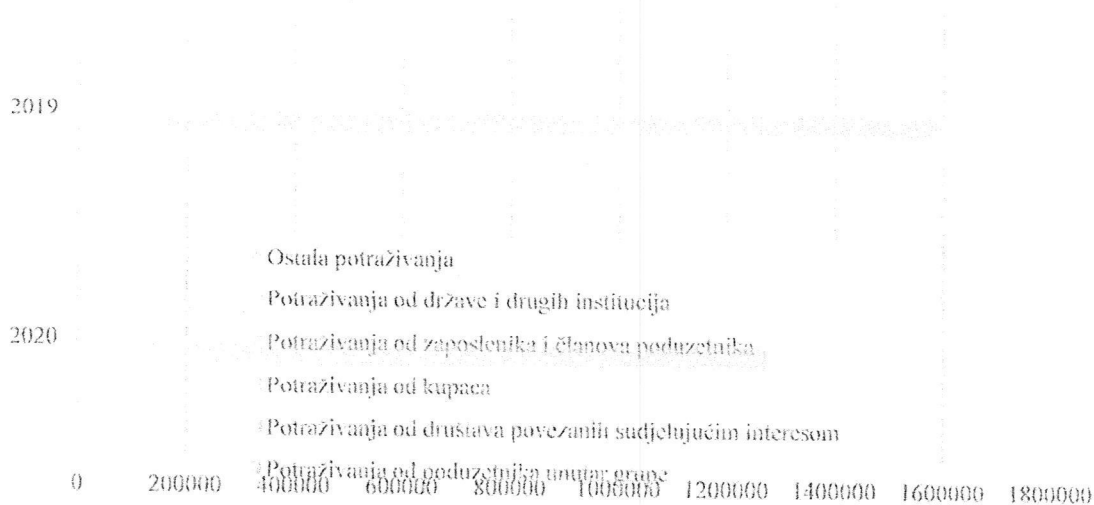 2019
Ostala potraživanja
Potraživanja od države i drugih institucija
2020
Potraživanja od zaposlenika i članova poduzetnika
Potraživanja od kupaca
Potraživanja od društava povezanih sudjelujućim interesom
Potraživanja od poduzetnika unutar grupe
0 200000 400000 600000 800000 1000000 1200000 1400000 1600000 1800000